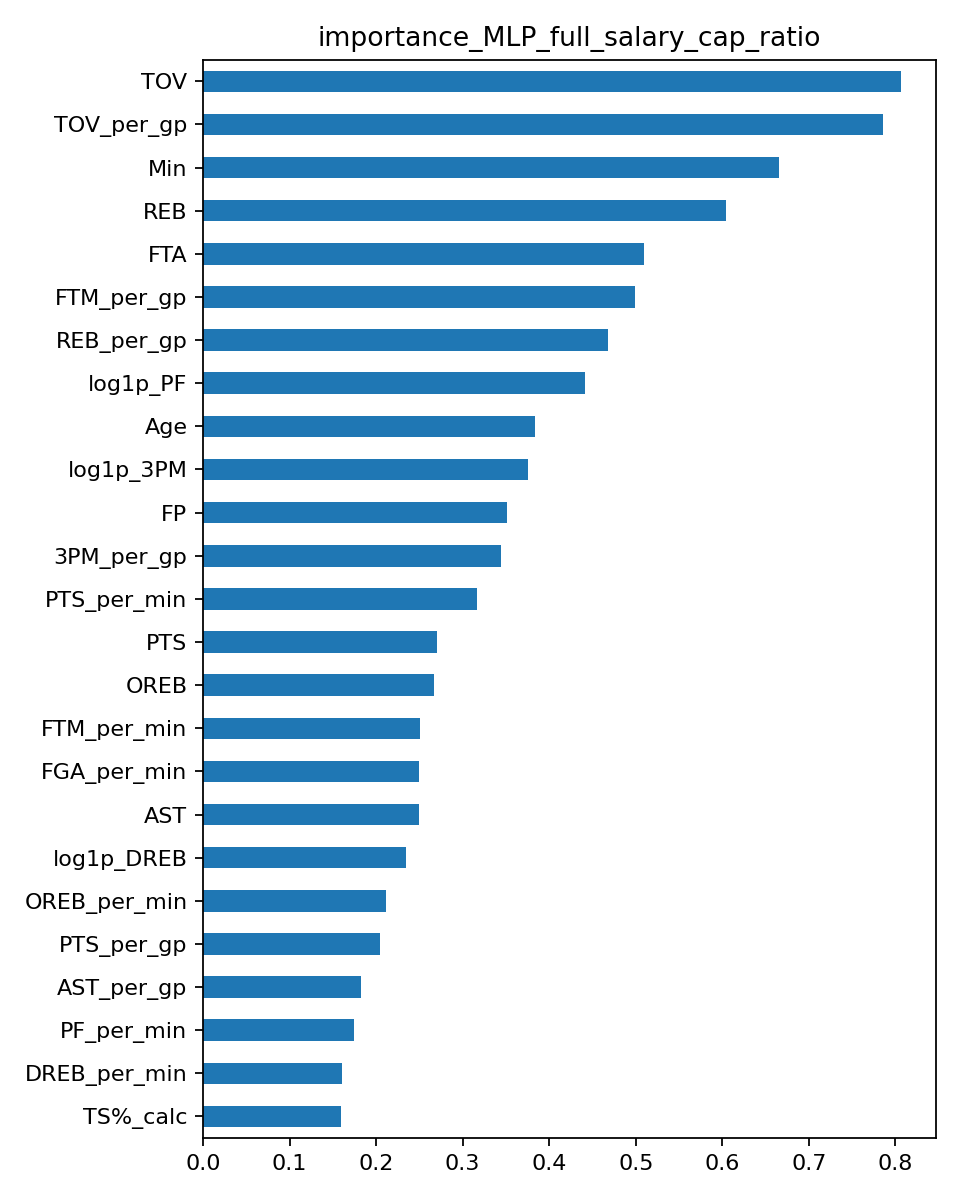 importance_MLP_full_salary_cap_ratio
TOV
TOV_per_gp
Min
REB
FTA
FTM_per_gp
REB_per_gp
log1p_PF
Age
log1p_3PM
FP
3PM_per_gp
PTS_per_min
PTS
OREB
FTM_per_min
FGA_per_min
AST
log1p_DREB
OREB_per_min
PTS_per_gp
AST_per_gp
PF_per_min
DREB_per_min
TS%_calc
0.0 0.1 0.2 0.3 0.4 0.5 0.6 0.7 0.8